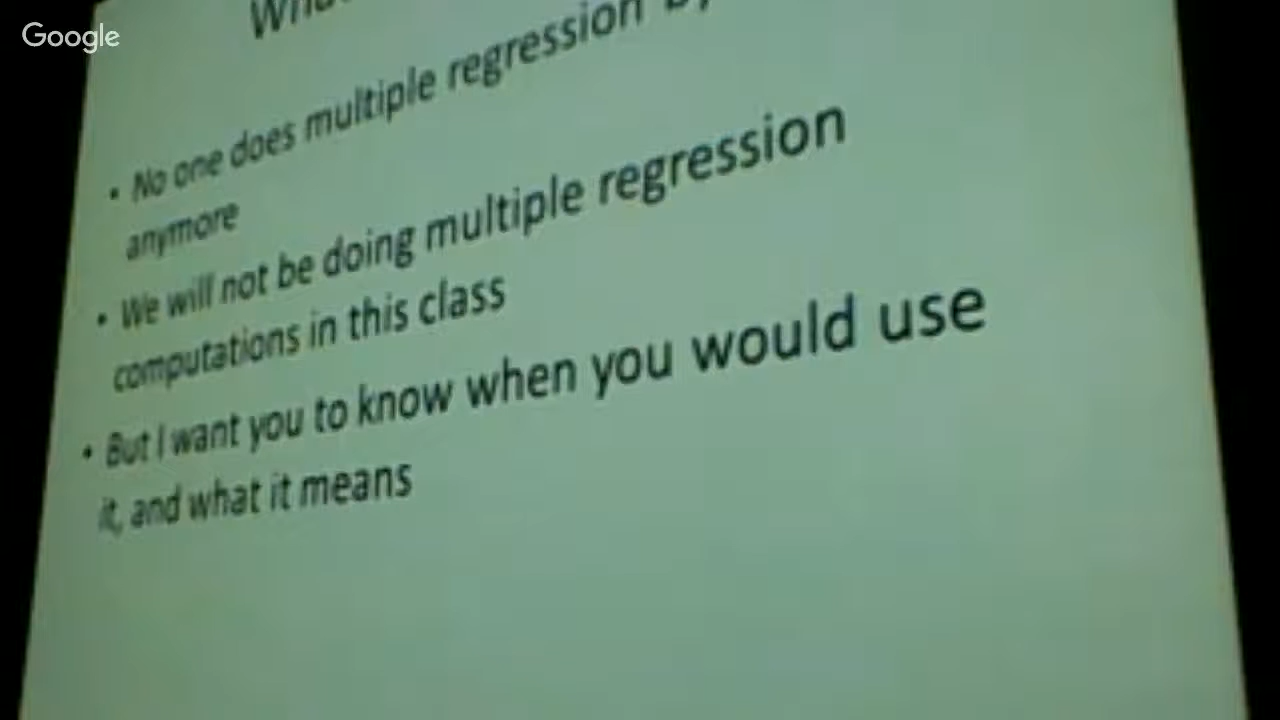 Google
• No one does multiple regression
anymore
• We will not be doing multiple regression
computations in this class
• But I want you to know when you would use
it, and what it means